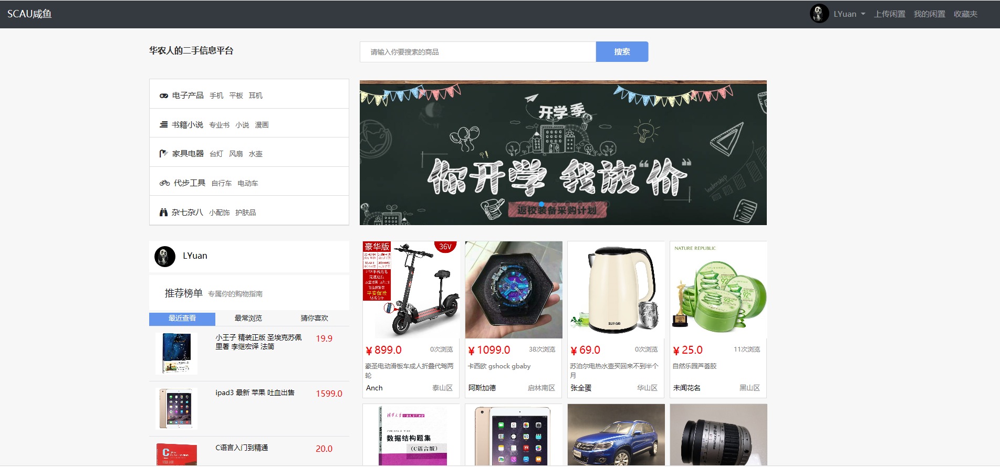 SCAU咸鱼
LYuan
上传闲置
我的闲置
收藏夹
华农人的二手信息平台
请输入你要搜索的商品
搜索
电子产品 手机 平板 耳机
书籍小说 专业书 小说 漫画
家具电器 台灯 风扇 水壶
代步工具 自行车 电动车
杂七杂八 小配饰 护肤品
开学季
你开学 我放“价”
返校装备采购计划
leadership
LYuan
推荐榜单 专属你的购物指南
最近查看 最常浏览 猜你喜欢
小王子 精装正版 圣埃克苏佩
里著 李继宏译 法简
19.9
ipad3 最新 苹果 吐血出售
1599.0
C语言入门到精通
20.0
豪华版
36V
平安保险
¥ 899.0 0次浏览
豪圣电动滑板车成人折叠代驾两
轮
Anch 泰山区
¥ 1099.0 38次浏览
卡西欧 gshock gbaby
阿斯加德 启林南区
SUPOR
¥ 69.0 0次浏览
苏泊尔电热水壶买回来不到半个
月
张全蛋 华山区
NATURE REPUBLIC
92%
92%
¥ 25.0 11次浏览
自然乐园芦荟胶
未闻花名 黑山区
数据结构题集
（C语言版）